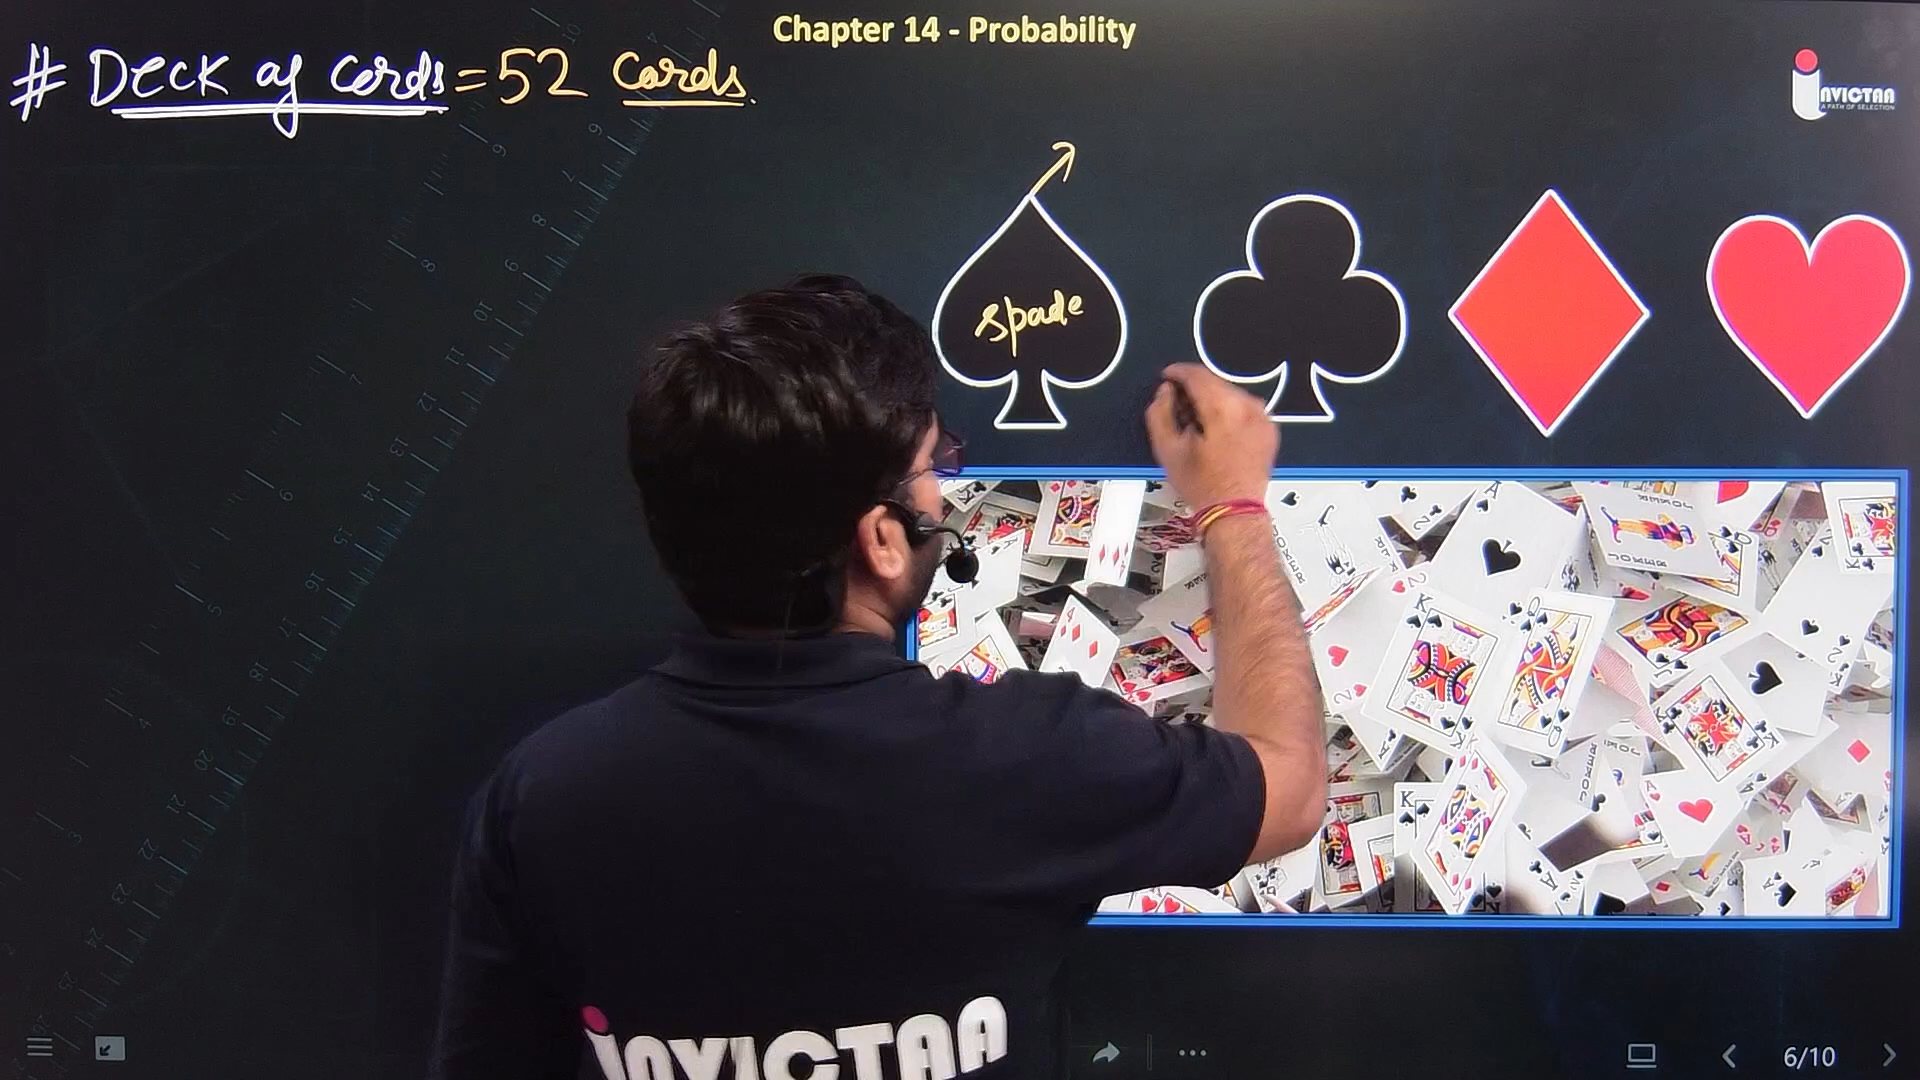 Chapter 14 - Probability
# Deck of Cards = 52 Cards.
INVICTAA
A PATH OF SELECTION
spade
INVICTAA
6/10